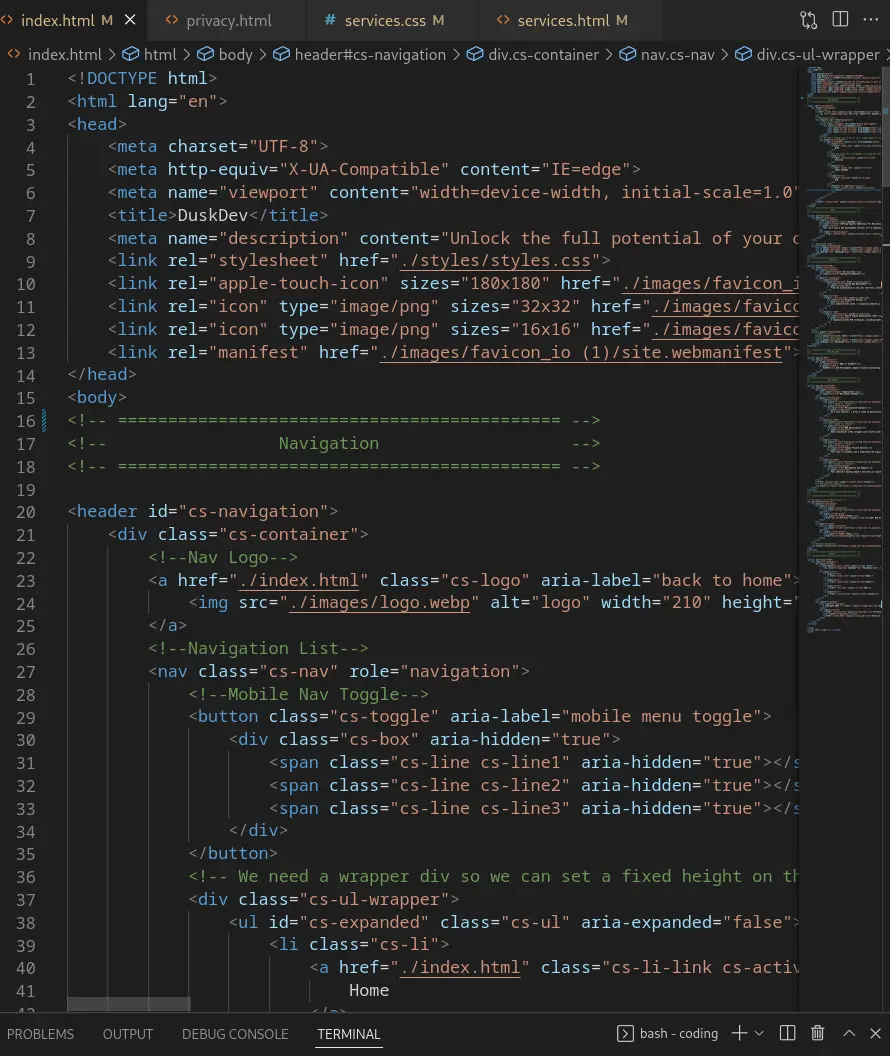 index.html M × privacy.html services.css M services.html M
index.html > html > body > header#cs-navigation > div.cs-container > nav.cs-nav > div.cs-ul-wrapper >
1 <!DOCTYPE html>
2 <html lang="en">
3 <head>
4 <meta charset="UTF-8">
5 <meta http-equiv="X-UA-Compatible" content="IE=edge">
6 <meta name="viewport" content="width=device-width, initial-scale=1.0"
7 <title>DuskDev</title>
8 <meta name="description" content="Unlock the full potential of your
9 <link rel="stylesheet" href="./styles/styles.css">
10 <link rel="apple-touch-icon" sizes="180x180" href="./images/favicon_i
11 <link rel="icon" type="image/png" sizes="32x32" href="./images/favico
12 <link rel="icon" type="image/png" sizes="16x16" href="./images/favico
13 <link rel="manifest" href="./images/favicon_io (1)/site.webmanifest">
14 </head>
15 <body>
16 <!-- ============================================ -->
17 <!-- Navigation -->
18 <!-- ============================================ -->
19
20 <header id="cs-navigation">
21 <div class="cs-container">
22 <!--Nav Logo-->
23 <a href="./index.html" class="cs-logo" aria-label="back to home">
24 <img src="./images/logo.webp" alt="logo" width="210" height="
25 </a>
26 <!--Navigation List-->
27 <nav class="cs-nav" role="navigation">
28 <!--Mobile Nav Toggle-->
29 <button class="cs-toggle" aria-label="mobile menu toggle">
30 <div class="cs-box" aria-hidden="true">
31 <span class="cs-line cs-line1" aria-hidden="true"></s
32 <span class="cs-line cs-line2" aria-hidden="true"></s
33 <span class="cs-line cs-line3" aria-hidden="true"></s
34 </div>
35 </button>
36 <!-- We need a wrapper div so we can set a fixed height on th
37 <div class="cs-ul-wrapper">
38 <ul id="cs-expanded" class="cs-ul" aria-expanded="false">
39 <li class="cs-li">
40 <a href="./index.html" class="cs-li-link cs-activ
41 Home
42 </a>
PROBLEMS OUTPUT DEBUG CONSOLE TERMINAL bash - coding